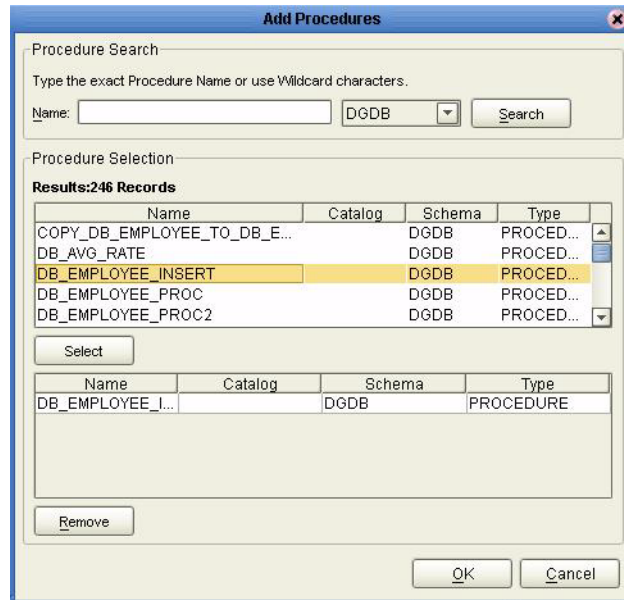 Add Procedures
Procedure Search
Type the exact Procedure Name or use Wildcard characters.
Name: DGDB Search
Procedure Selection
Results:246 Records
Name Catalog Schema Type
COPY_DB_EMPLOYEE_TO_DB_E... DGDB PROCED...
DB_AVG_RATE DGDB PROCED...
DB_EMPLOYEE_INSERT DGDB PROCED...
DB_EMPLOYEE_PROC DGDB PROCED...
DB_EMPLOYEE_PROC2 DGDB PROCED...
Select
Name Catalog Schema Type
DB_EMPLOYEE_I... DGDB PROCEDURE
Remove
OK Cancel